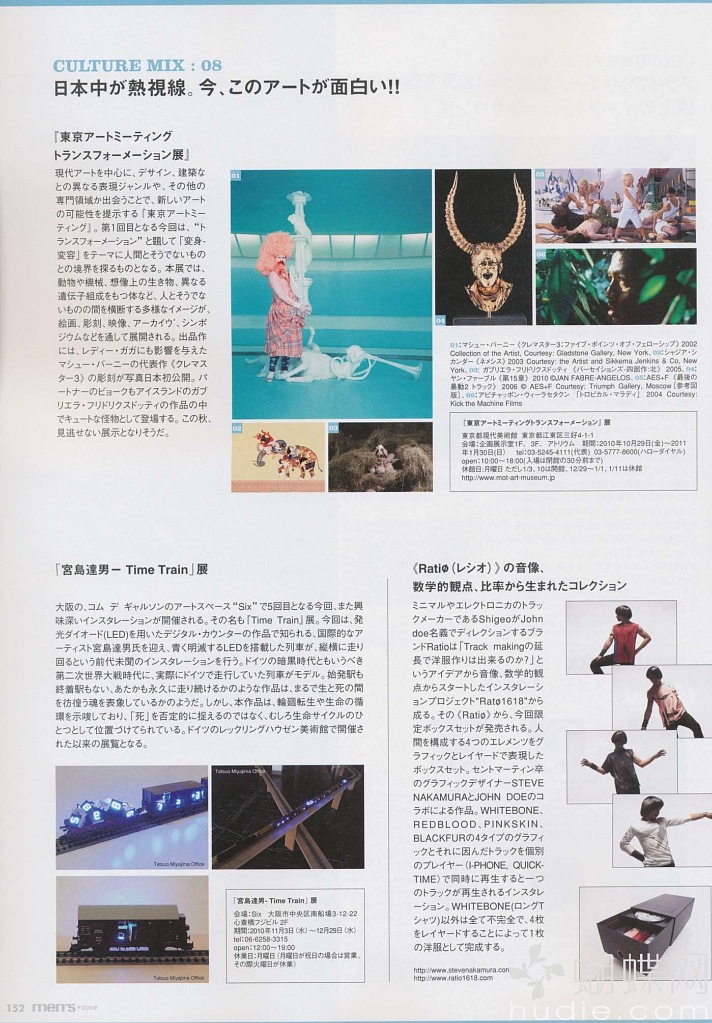 CULTURE MIX : 08
日本中が熱視線。今、このアートが面白い!!
『東京アートミーティング
トランスフォーメーション展』
現代アートを中心に、デザイン、建築な
どの異なる表現ジャンルや、その他の
専門領域が出会うことで、新しいアート
の可能性を提示する「東京アートミー
ティング」。第1回目となる今回は、“ト
ランスフォーメーション”と題して「変身-
変容」をテーマに人間とそうでないもの
との境界を探るものとなる。本展では、
動物や機械、想像上の生き物、異なる
遺伝子組成をもつ体など、人とそうでな
いものの間を横断する多様なイメージが、
絵画、彫刻、映像、アーカイヴ、シンポ
ジウムなどを通して展開される。出品作
には、レディー・ガガにも影響を与えた
マシュー・バーニーの代表作《クレマス
ター3》の彫刻が写真日本初公開。パ
ートナーのビョークもアイスランドのガブ
リエラ・フリドリクスドッティの作品の中
でキュートな怪物として登場する。この秋、
見逃せない展示となりそうだ。
01
04
05
06
02
03
01:マシュー・バーニー《クレマスター3:ファイブ・ポインツ・オブ・フェローシップ》2002
Collection of the Artist, Courtesy: Gladstone Gallery, New York. 02:シャジア・シ
カンダー《ネメシス》2003 Courtesy: the Artist and Sikkema Jenkins & Co, New
York. 03: ガブリエラ・フリドリクスドッティ《バーセイションズ-四部作:北》2005. 04:
ヤン・ファーブル《第15章》2010 ©JAN FABRE-ANGELOS. 05:AES+F《最後の
暴動2 トラック》 2006 © AES+F Courtesy: Triumph Gallery, Moscow [参考図
版]. 06:アピチャッポン・ウィーラセタクン 「トロピカル・マラディ」 2004 Courtesy:
Kick the Machine Films
『東京アートミーティングトランスフォーメーション』展
東京都現代美術館 東京都江東区三好4-1-1
会場:企画展示室1F、3F、アトリウム 期間:2010年10月29日(金)〜2011
年1月30日(日) tel:03-5245-4111(代表) 03-5777-8600(ハローダイヤル)
open:10:00〜18:00(入場は閉館の30分前まで)
休館日:月曜日 ただし1/3、10は開館、12/29〜1/1、1/11は休館
http://www.mot-art-museum.jp
「宮島達男ー Time Train」展
大阪の、コム デ ギャルソンのアートスペース“Six”で5回目となる今回、また興
味深いインスタレーションが開催される。その名も『Time Train』展。今回は、発
光ダイオード(LED)を用いたデジタル・カウンターの作品で知られる、国際的なア
ーティスト宮島達男氏を迎え、青く明滅するLEDを搭載した列車が、縦横に走り
回るという前代未聞のインスタレーションを行う。ドイツの暗黒時代ともいうべき
第二次世界大戦時代に、実際にドイツで走行していた列車がモデル。始発駅も
終着駅もない、あたかも永久に走り続けるかのような作品は、まるで生と死の間
を彷徨う魂を表象しているかのようだ。しかし、本作品は、輪廻転生や生命の循
環を示唆しており、「死」を否定的に捉えるのではなく、むしろ生命サイクルのひ
とつとして位置づけてられている。ドイツのレックリングハウゼン美術館で開催さ
れた以来の展覧となる。
Tatsuo Miyajima Office
Tatsuo Miyajima Office
Tatsuo Miyajima Office
「宮島達男- Time Train」展
会場:Six 大阪市中央区南船場3-12-22
心斎橋フジビル 2F
期間:2010年11月3日(水)〜12月29日(水)
tel:06-6258-3315
open:12:00〜19:00
休業日:月曜日(月曜日が祝日の場合は営業、
その際火曜日が休業)
《Ratiø(レシオ)》の音像、
数学的観点、比率から生まれたコレクション
ミニマルやエレクトロニカのトラッ
クメーカーであるShigeoがJohn
doe名義でディレクションするブラ
ンドRatioは「Track makingの延
長で洋服作りは出来るのか?」と
いうアイデアから音像、数学的観
点からスタートしたインスタレーシ
ョンプロジェクト"Ratø1618"から
成る。その《Ratiø》から、今回限
定ボックスセットが発売される。人
間を構成する4つのエレメンツをグ
ラフィックとレイヤードで表現した
ボックスセット。セントマーティン卒
のグラフィックデザイナーSTEVE
NAKAMURAとJOHN DOEのコ
ラボによる作品。WHITEBONE、
REDBLOOD、PINKSKIN、
BLACKFURの4タイプのグラフィ
ックとそれに因んだトラックを個別
のプレイヤー(I-PHONE, QUICK-
TIME)で同時に再生すると一つ
のトラックが再生されるインスタレ
ーション。WHITEBONE(ロングT
シャツ)以外は全て不完全で、4枚
をレイヤードすることによって1枚
の洋服として完成する。
http://www.stevenakamura.com
http://www.ratio1618.com
152 men's FUDGE
蝴蝶网
hudie.com